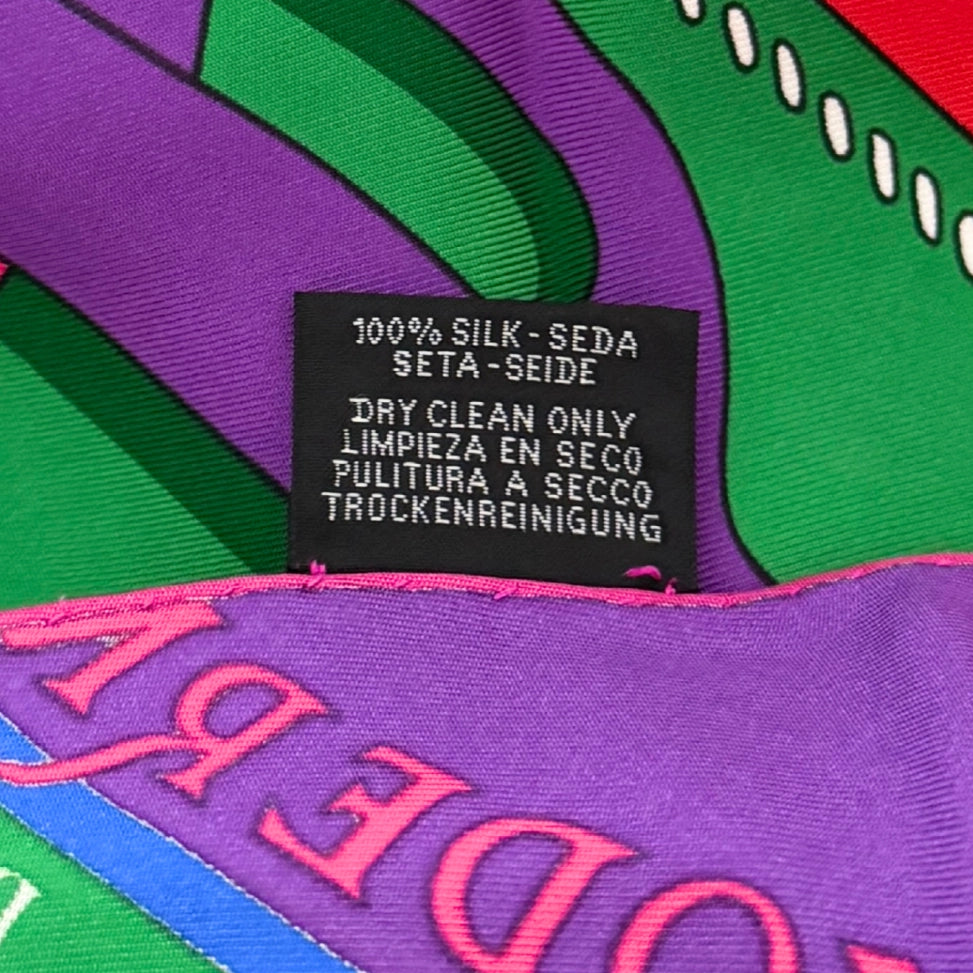 100% SILK - SEDA
SETA - SEIDE
DRY CLEAN ONLY
LIMPIEZA EN SECO
PULITURA A SECCO
TROCKENREINIGUNG